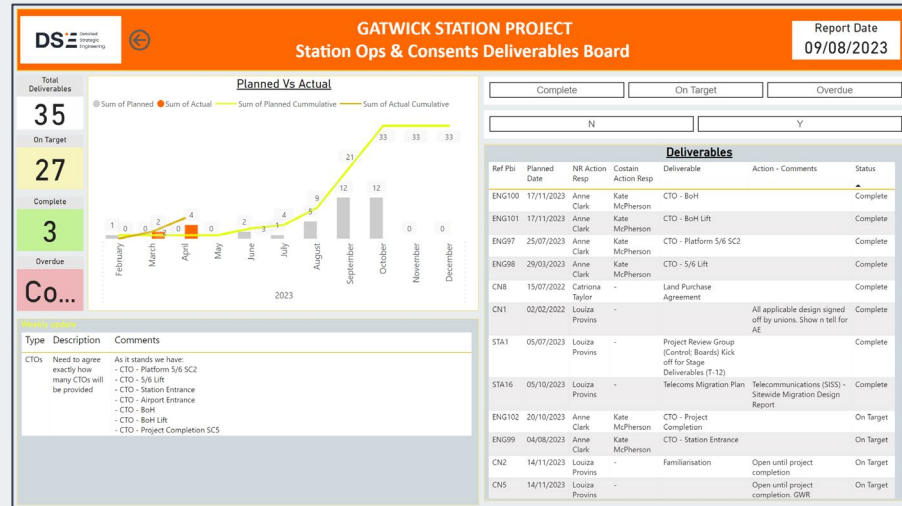 DSE Detailed Strategic Engineering.
GATWICK STATION PROJECT
Station Ops & Consents Deliverables Board
Report Date
09/08/2023
Total Deliverables
35
On Target
27
Complete
3
Overdue
Co...
Planned Vs Actual
Sum of Planned Sum of Actual Sum of Planned Cummulative Sum of Actual Cumulative
33 33 33
21
12 12
9
1 0 0 2 2 0 4 0 2 3 1 4 5 0 0
February March April May June July August September October November December
2023
Complete On Target Overdue
N Y
Weekly update
Type Description Comments
CTOs Need to agree exactly how many CTOs will be provided
As it stands we have:
- CTO - Platform 5/6 SC2
- CTO - 5/6 Lift
- CTO - Station Entrance
- CTO - Airport Entrance
- CTO - BoH
- CTO - BoH Lift
- CTO - Project Completion SC5
Deliverables
Ref Pbi Planned Date NR Action Resp Costain Action Resp Deliverable Action - Comments Status
ENG100 17/11/2023 Anne Clark Kate McPherson CTO - BoH Complete
ENG101 17/11/2023 Anne Clark Kate McPherson CTO - BoH Lift Complete
ENG97 25/07/2023 Anne Clark Kate McPherson CTO - Platform 5/6 SC2 Complete
ENG98 29/03/2023 Anne Clark Kate McPherson CTO - 5/6 Lift Complete
CN8 15/07/2022 Catriona Taylor - Land Purchase Agreement Complete
CN1 02/02/2022 Louiza Provins - All applicable design signed off by unions. Show n tell for AE Complete
STA1 05/07/2023 Louiza Provins - Project Review Group (Control; Boards) Kick off for Stage Deliverables (T-12) Complete
STA16 05/10/2023 Louiza Provins - Telecoms Migration Plan Telecommunications (SISS) - Sitewide Migration Design Report Complete
ENG102 20/10/2023 Anne Clark Kate McPherson CTO - Project Completion On Target
ENG99 04/08/2023 Anne Clark Kate McPherson CTO - Station Entrance On Target
CN2 14/11/2023 Louiza Provins - Familiarisation Open until project completion On Target
CN5 14/11/2023 Louiza Provins - Open until project completion. GWR On Target